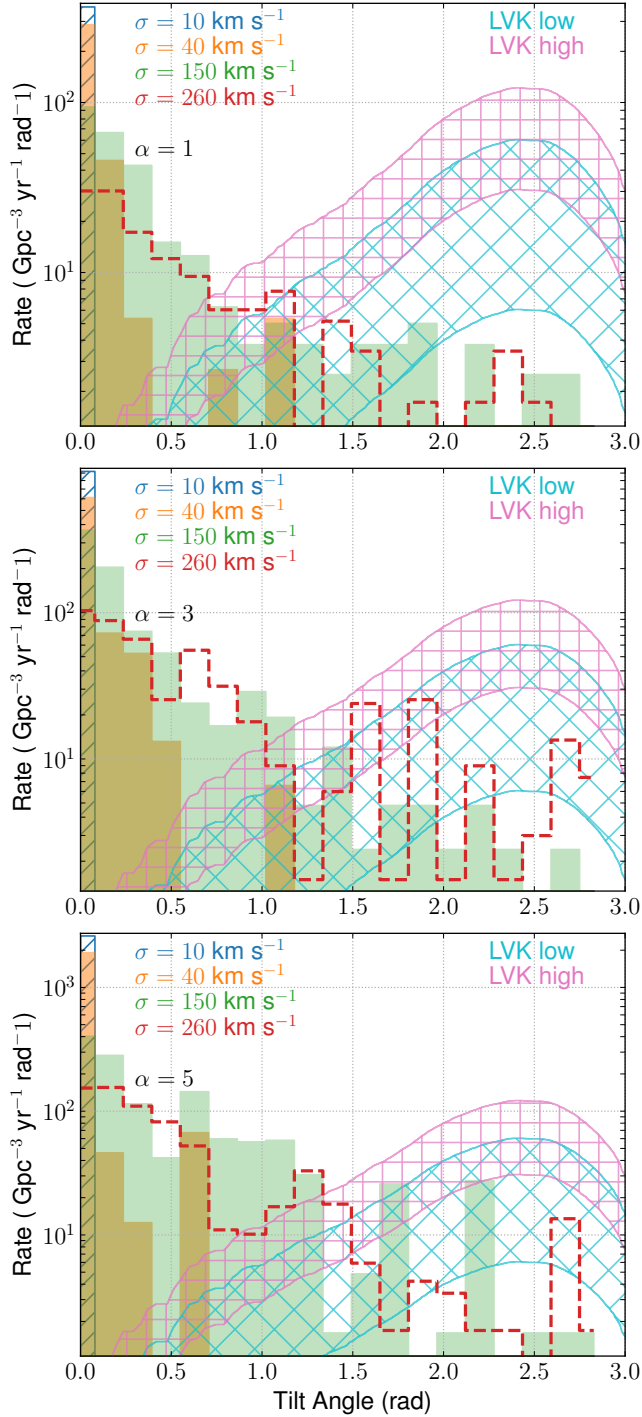 σ = 10 km s⁻¹ LVK low
σ = 40 km s⁻¹ LVK high
σ = 150 km s⁻¹
σ = 260 km s⁻¹
α = 1
10²
10¹
Rate ( Gpc⁻³ yr⁻¹ rad⁻¹)
0.0 0.5 1.0 1.5 2.0 2.5 3.0
σ = 10 km s⁻¹ LVK low
σ = 40 km s⁻¹ LVK high
σ = 150 km s⁻¹
σ = 260 km s⁻¹
α = 3
10²
10¹
Rate ( Gpc⁻³ yr⁻¹ rad⁻¹)
0.0 0.5 1.0 1.5 2.0 2.5 3.0
σ = 10 km s⁻¹ LVK low
σ = 40 km s⁻¹ LVK high
σ = 150 km s⁻¹
σ = 260 km s⁻¹
α = 5
10³
10²
10¹
Rate ( Gpc⁻³ yr⁻¹ rad⁻¹)
0.0 0.5 1.0 1.5 2.0 2.5 3.0
Tilt Angle (rad)